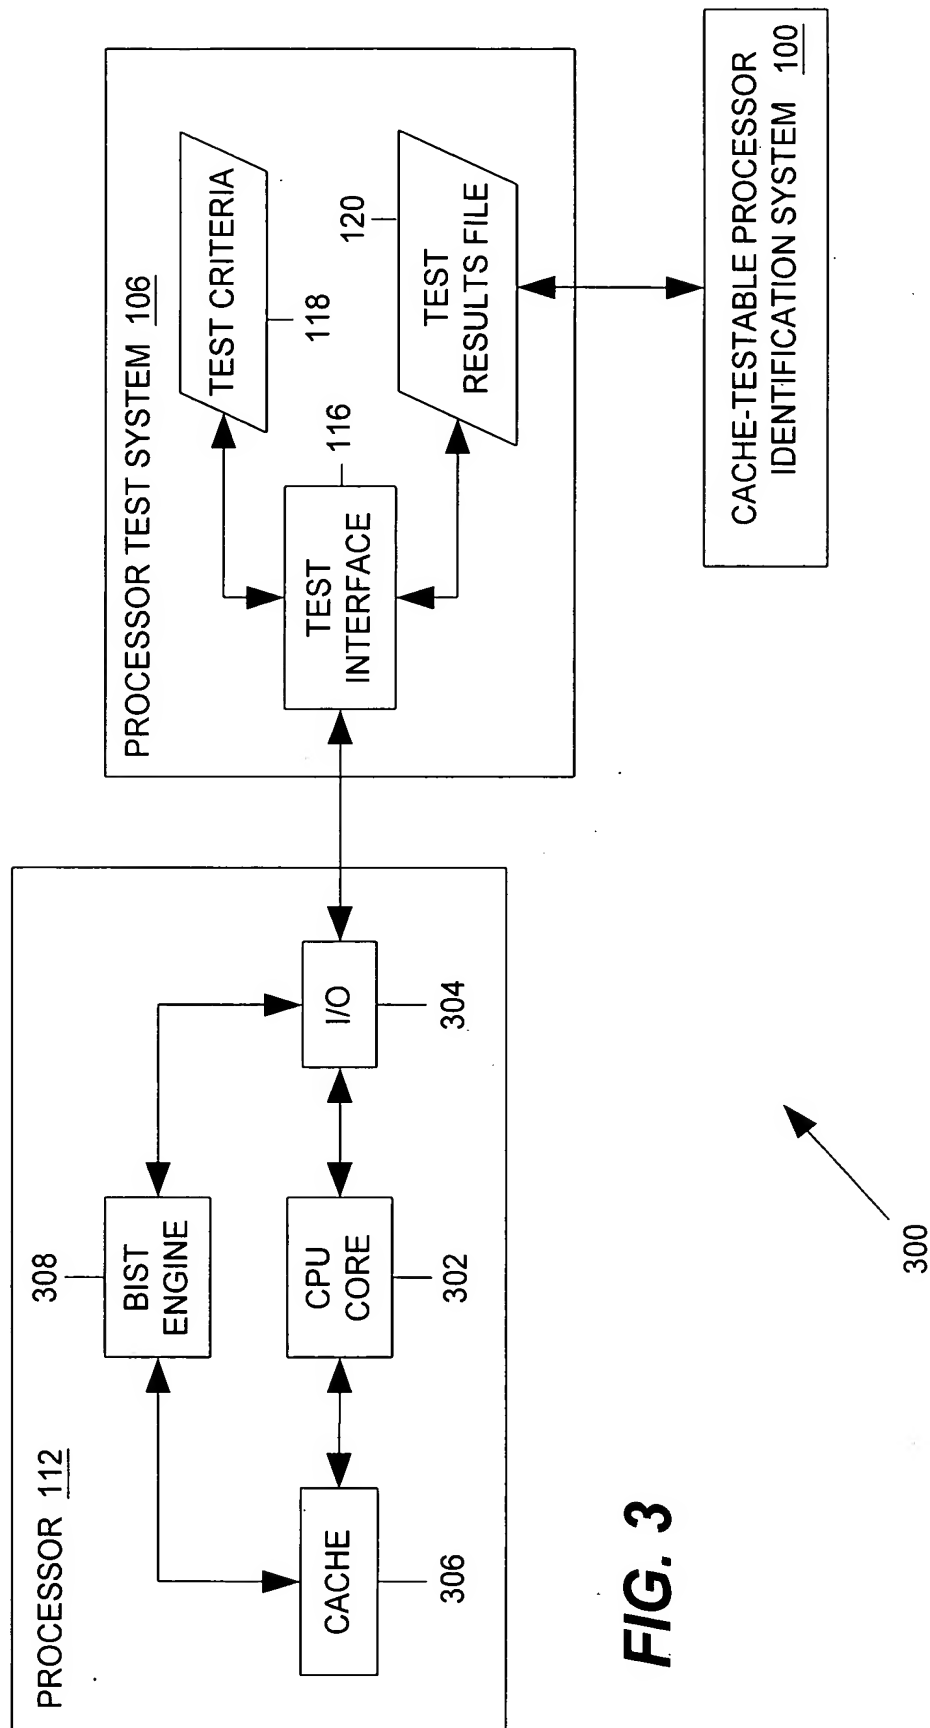 PROCESSOR 112
308
BIST
ENGINE
CACHE
306
CPU
CORE
302
I/O
304
PROCESSOR TEST SYSTEM 106
TEST CRITERIA
118
TEST
INTERFACE
116
120
TEST
RESULTS FILE
CACHE-TESTABLE PROCESSOR
IDENTIFICATION SYSTEM 100
300
FIG. 3